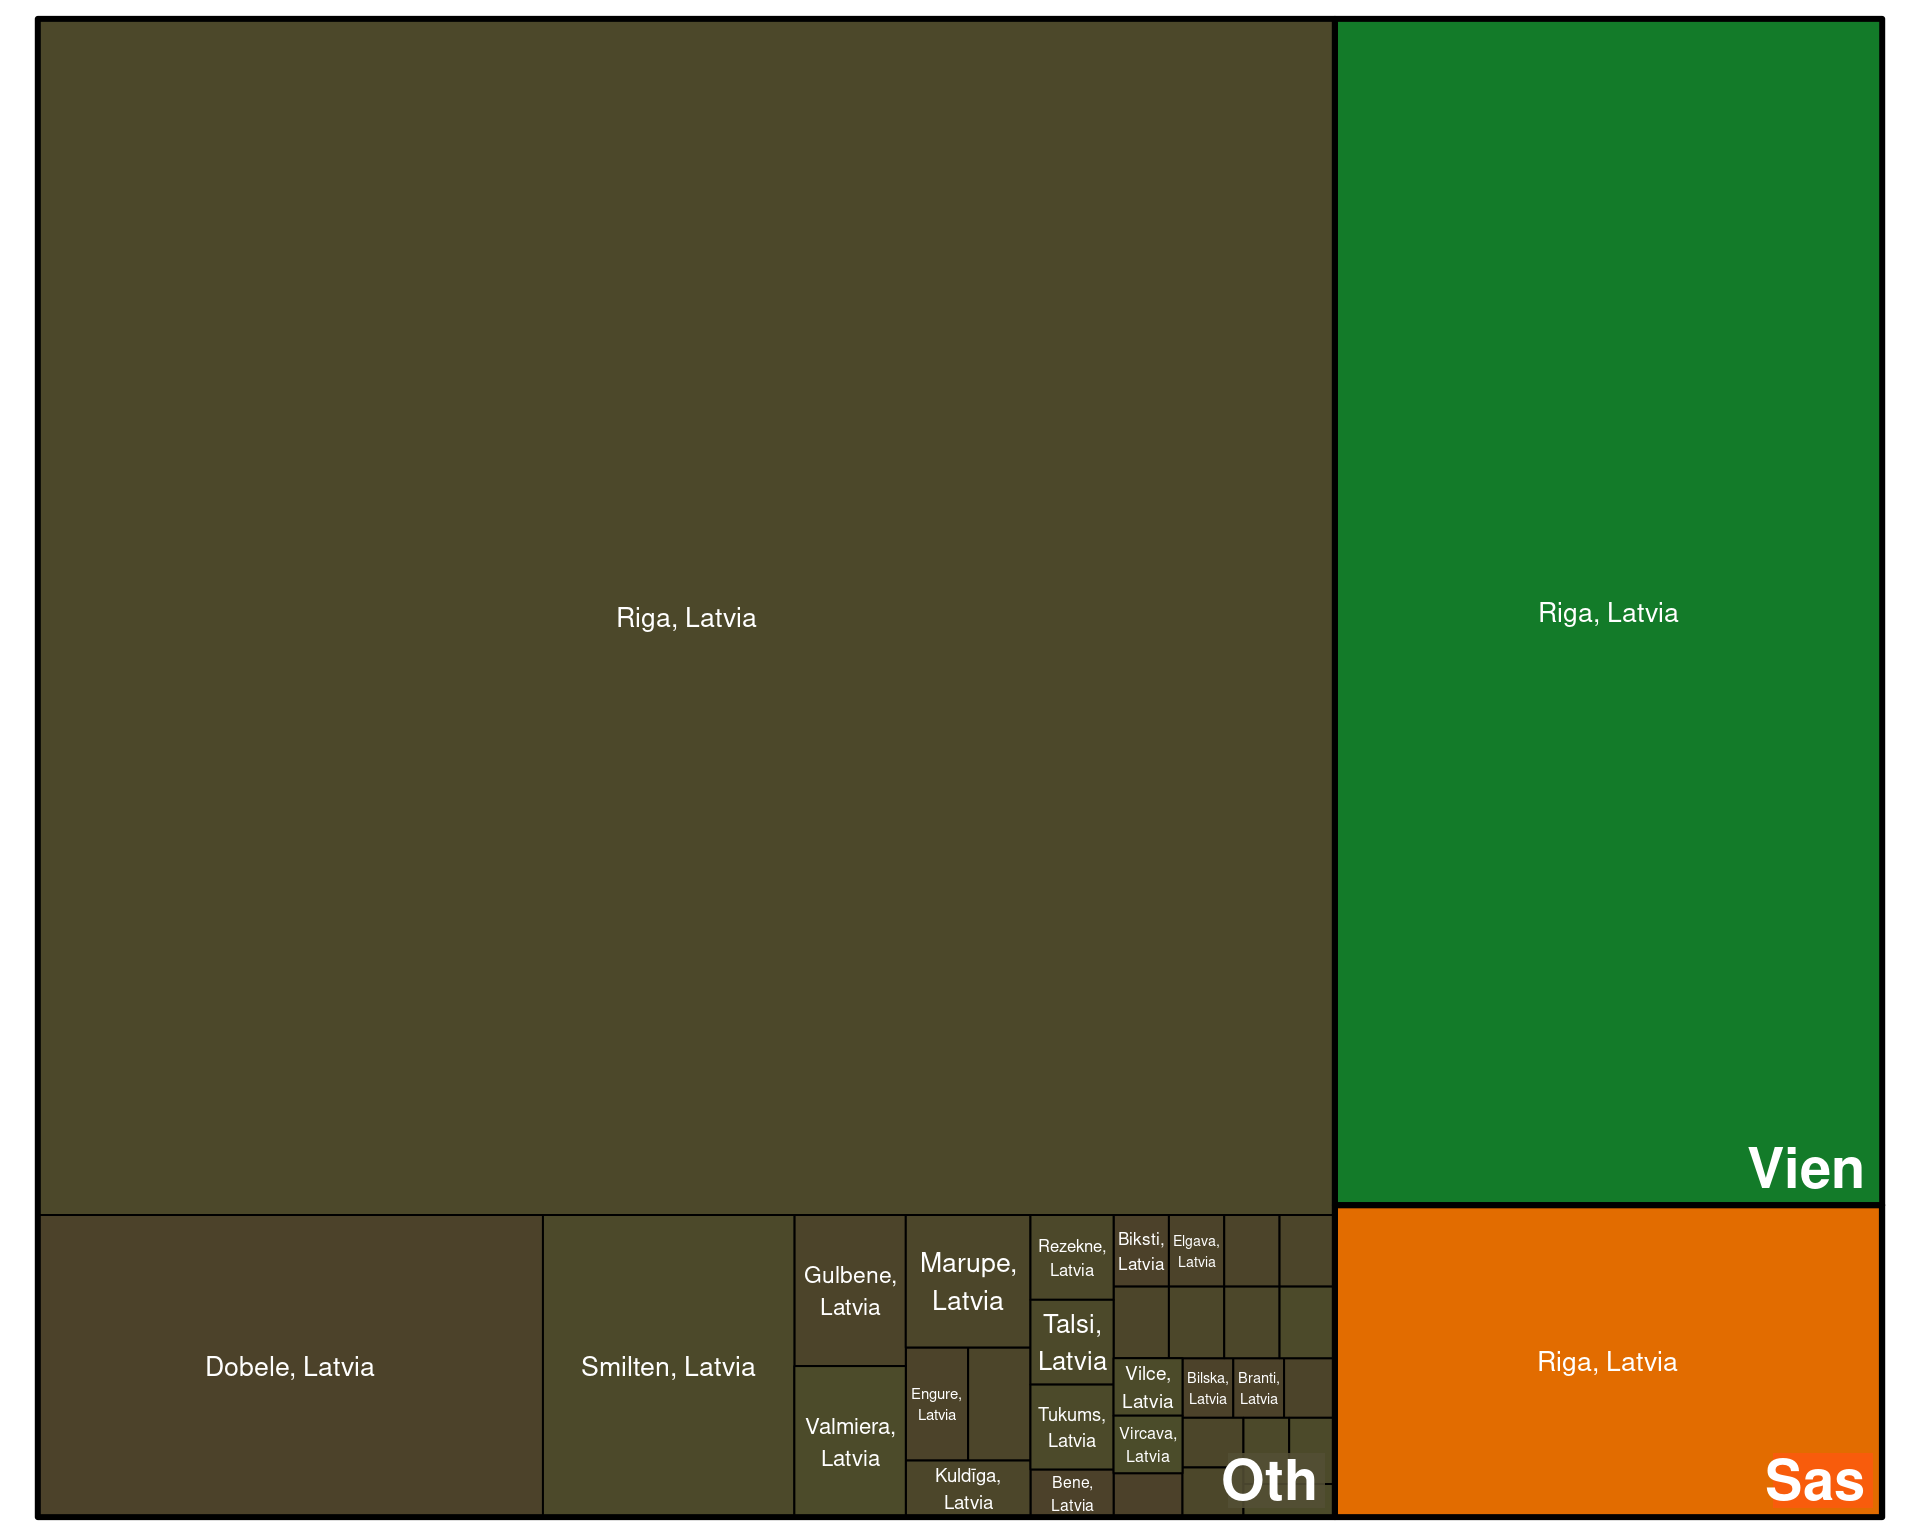 Riga, Latvia
Riga, Latvia
Vien
Dobele, Latvia
Smilten, Latvia
Gulbene,
Latvia
Valmiera,
Latvia
Marupe,
Latvia
Engure,
Latvia
Kuldīga,
Latvia
Rezekne,
Latvia
Talsi,
Latvia
Tukums,
Latvia
Bene,
Latvia
Biksti,
Latvia
Elgava,
Latvia
Vilce,
Latvia
Vircava,
Latvia
Bilska,
Latvia
Branti,
Latvia
Oth
Riga, Latvia
Sas